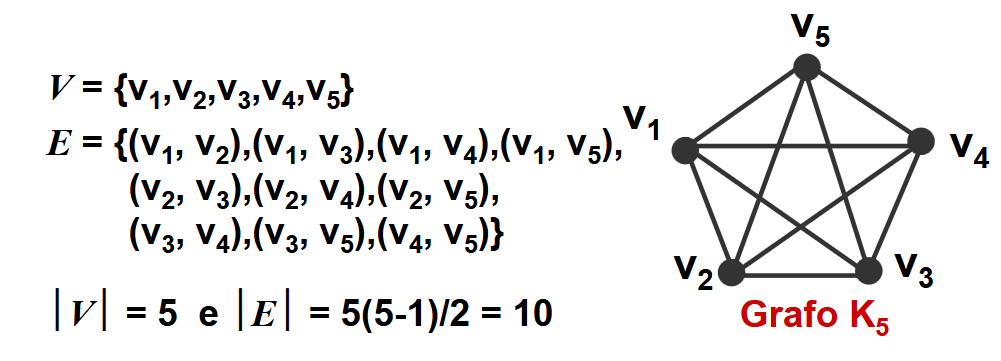 V = {v₁,v₂,v₃,v₄,v₅}
E = {(v₁, v₂),(v₁, v₃),(v₁, v₄),(v₁, v₅),
(v₂, v₃),(v₂, v₄),(v₂, v₅),
(v₃, v₄),(v₃, v₅),(v₄, v₅)}
|V| = 5 e |E| = 5(5-1)/2 = 10
v₅
v₁
v₄
v₂
v₃
Grafo K₅